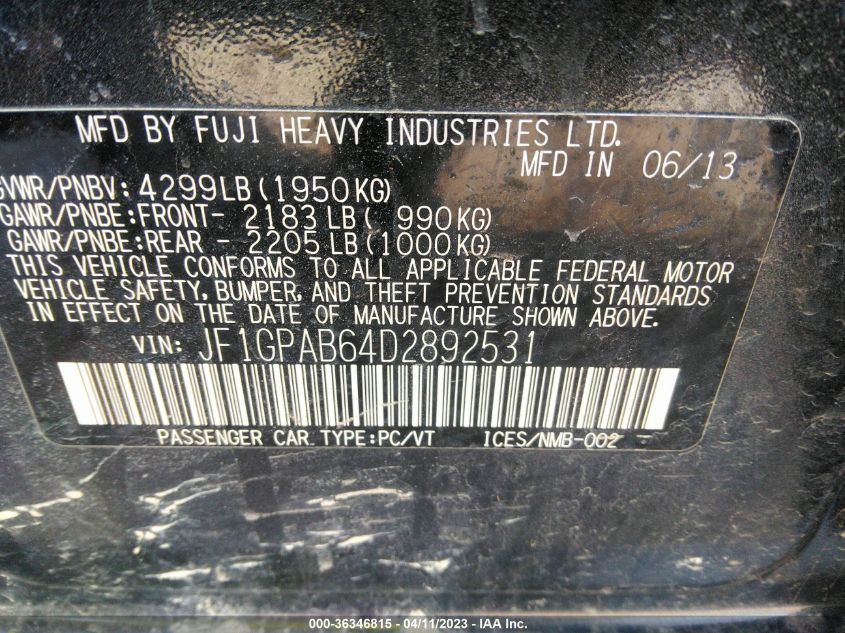 MFD BY FUJI HEAVY INDUSTRIES LTD.
MFD IN 06/13
GVWR/PNBV: 4299LB (1950KG)
GAWR/PNBE:FRONT- 2183 LB ( 990KG)
GAWR/PNBE:REAR - 2205 LB (1000KG)
THIS VEHICLE CONFORMS TO ALL APPLICABLE FEDERAL MOTOR
VEHICLE SAFETY, BUMPER, AND THEFT PREVENTION STANDARDS
IN EFFECT ON THE DATE OF MANUFACTURE SHOWN ABOVE.
VIN: JF1GPAB64D2892531
PASSENGER CAR TYPE:PC/VT ICES/NMB-002
000-36346815 - 04/11/2023 - IAA Inc.